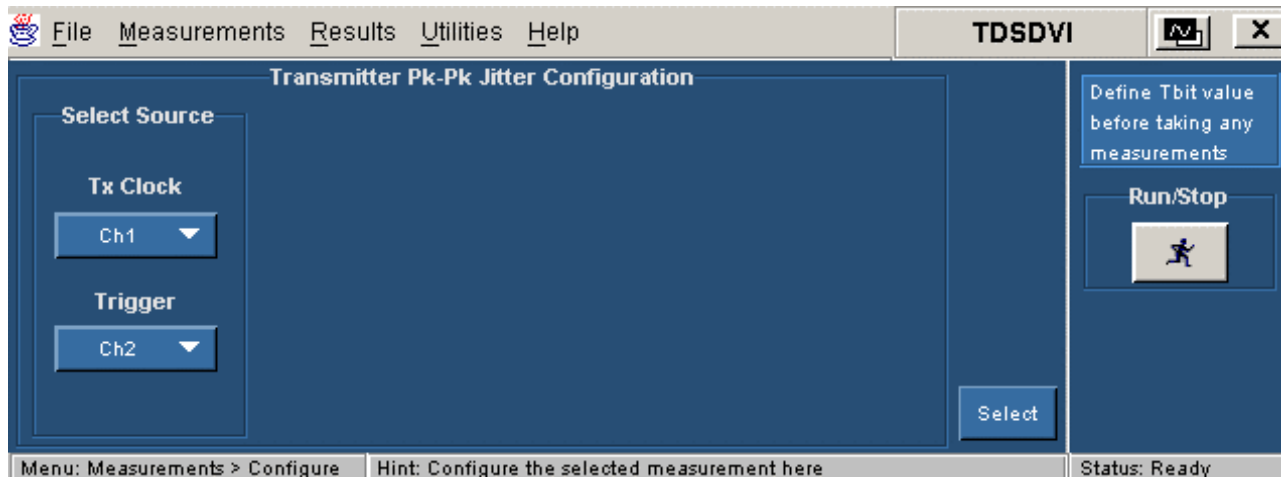 File Measurements Results Utilities Help TDSDVI X
Transmitter Pk-Pk Jitter Configuration
Select Source
Tx Clock
Ch1
Trigger
Ch2
Select
Define Tbit value
before taking any
measurements
Run/Stop
Menu: Measurements > Configure
Hint: Configure the selected measurement here
Status: Ready